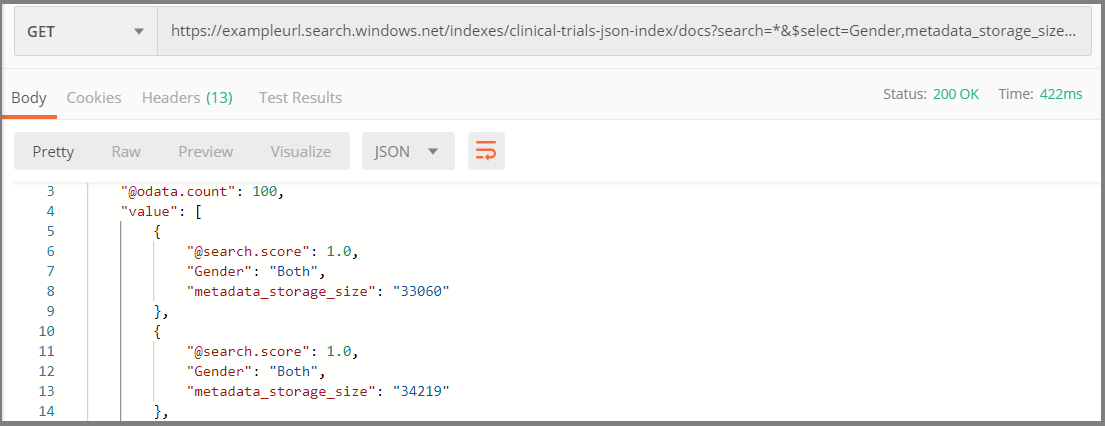 GET https://exampleurl.search.windows.net/indexes/clinical-trials-json-index/docs?search=*&$select=Gender,metadata_storage_size...
Body Cookies Headers (13) Test Results Status: 200 OK Time: 422ms
Pretty Raw Preview Visualize JSON
3 "@odata.count": 100,
4 "value": [
5 {
6 "@search.score": 1.0,
7 "Gender": "Both",
8 "metadata_storage_size": "33060"
9 },
10 {
11 "@search.score": 1.0,
12 "Gender": "Both",
13 "metadata_storage_size": "34219"
14 },